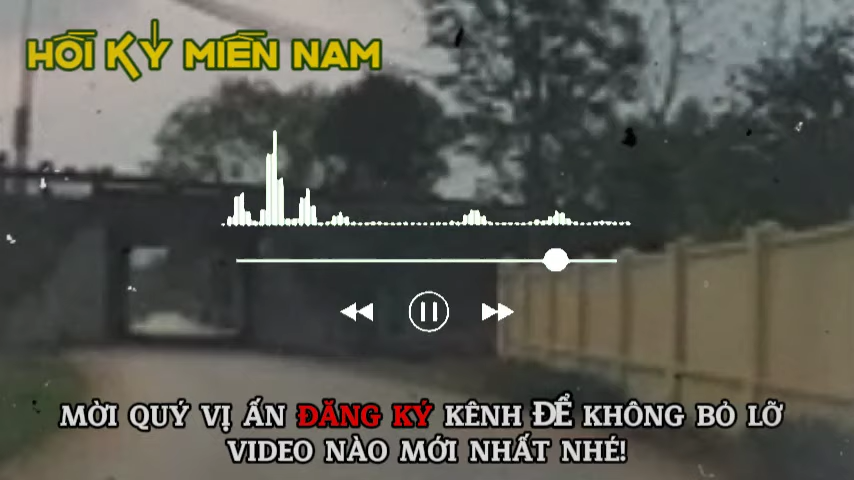 HỒI KÝ MIỀN NAM
MỜI QUÝ VỊ ẤN ĐĂNG KÝ KÊNH ĐỂ KHÔNG BỎ LỠ
VIDEO NÀO MỚI NHẤT NHÉ!